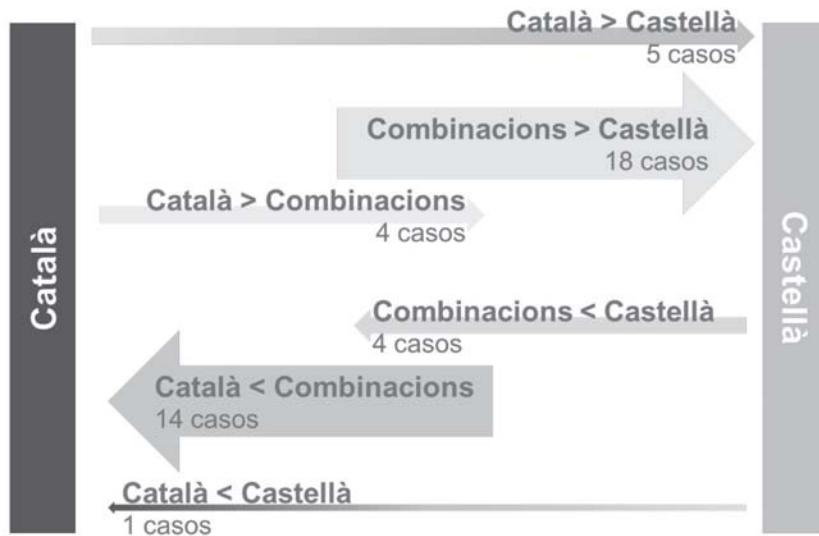 Català > Castellà
5 casos
Combinacions > Castellà
18 casos
Català > Combinacions
4 casos
Català
Castellà
Combinacions < Castellà
4 casos
Català < Combinacions
14 casos
Català < Castellà
1 casos